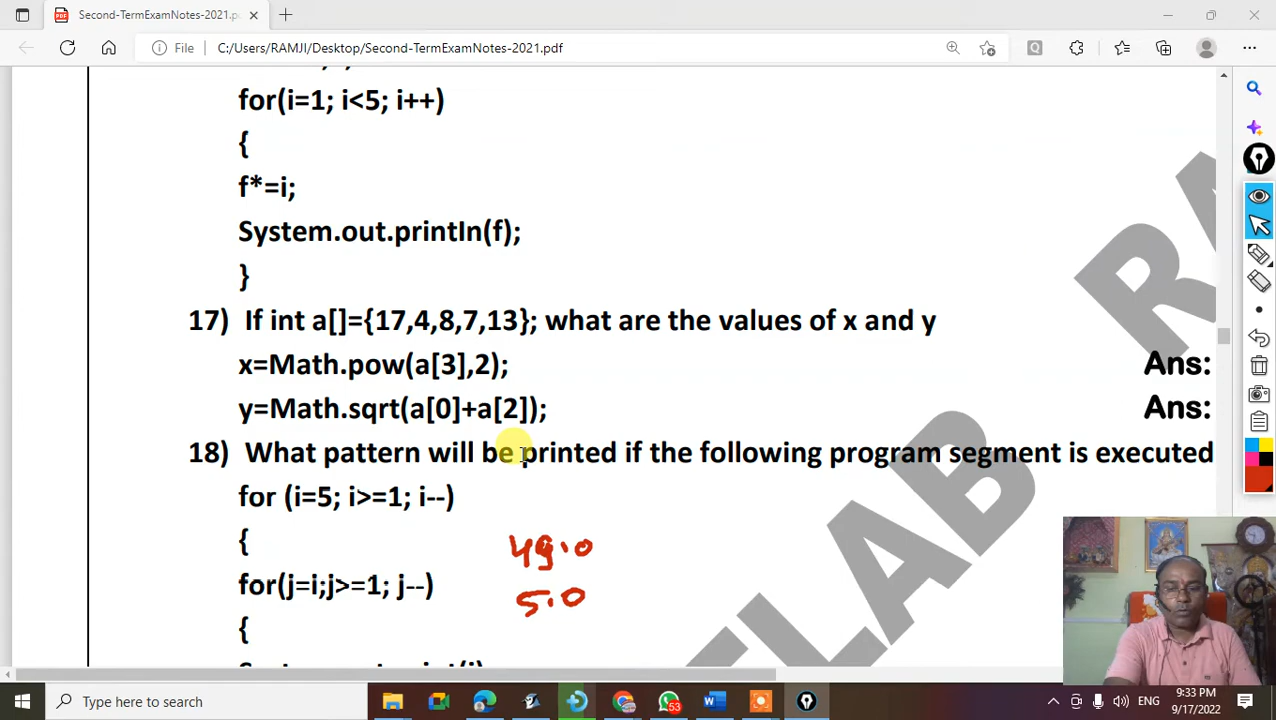 Second-TermExamNotes-2021.pdf
File C:/Users/RAMJI/Desktop/Second-TermExamNotes-2021.pdf
for(i=1; i<5; i++)
{
f*=i;
System.out.printIn(f);
}
17) If int a[]={17,4,8,7,13}; what are the values of x and y
x=Math.pow(a[3],2); Ans:
y=Math.sqrt(a[0]+a[2]); Ans:
18) What pattern will be printed if the following program segment is executed
for (i=5; i>=1; i--)
{
49.0
for(j=i;j>=1; j--)
5.0
{
Type here to search
53
ENG
9:33 PM
9/17/2022